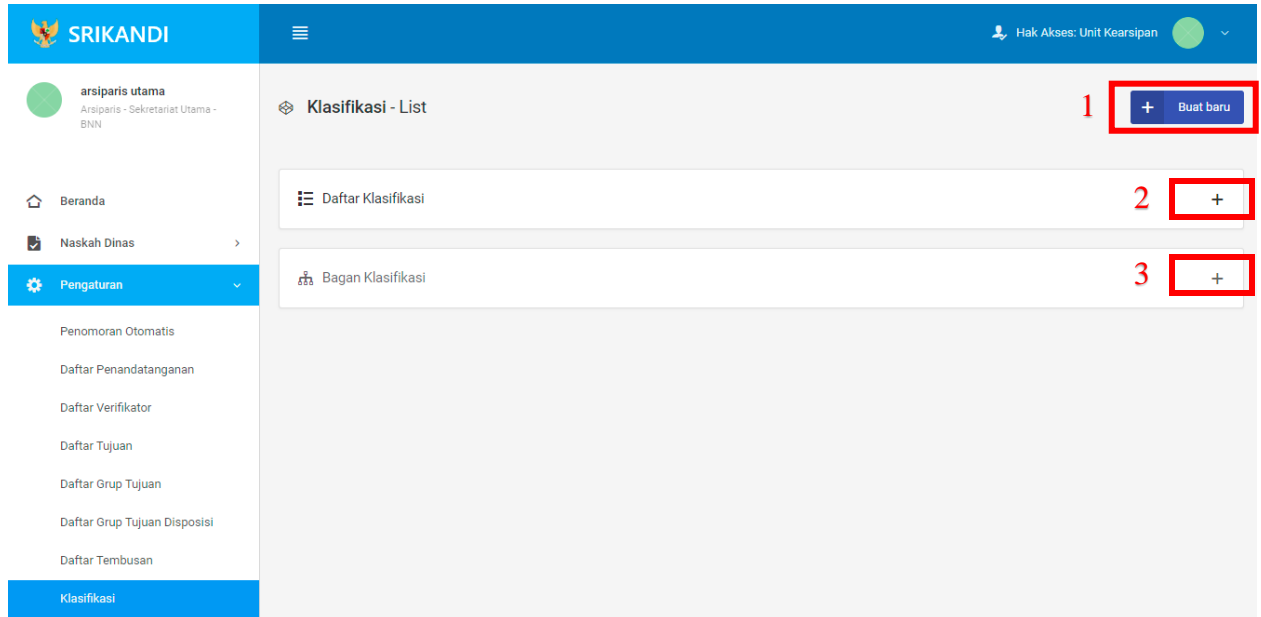 SRIKANDI
Hak Akses: Unit Kearsipan
arsiparis utama
Arsiparis - Sekretariat Utama -
BNN
Klasifikasi - List
1
+ Buat baru
Beranda
Naskah Dinas
Pengaturan
Penomoran Otomatis
Daftar Penandatanganan
Daftar Verifikator
Daftar Tujuan
Daftar Grup Tujuan
Daftar Grup Tujuan Disposisi
Daftar Tembusan
Klasifikasi
Daftar Klasifikasi
2
+
Bagan Klasifikasi
3
+